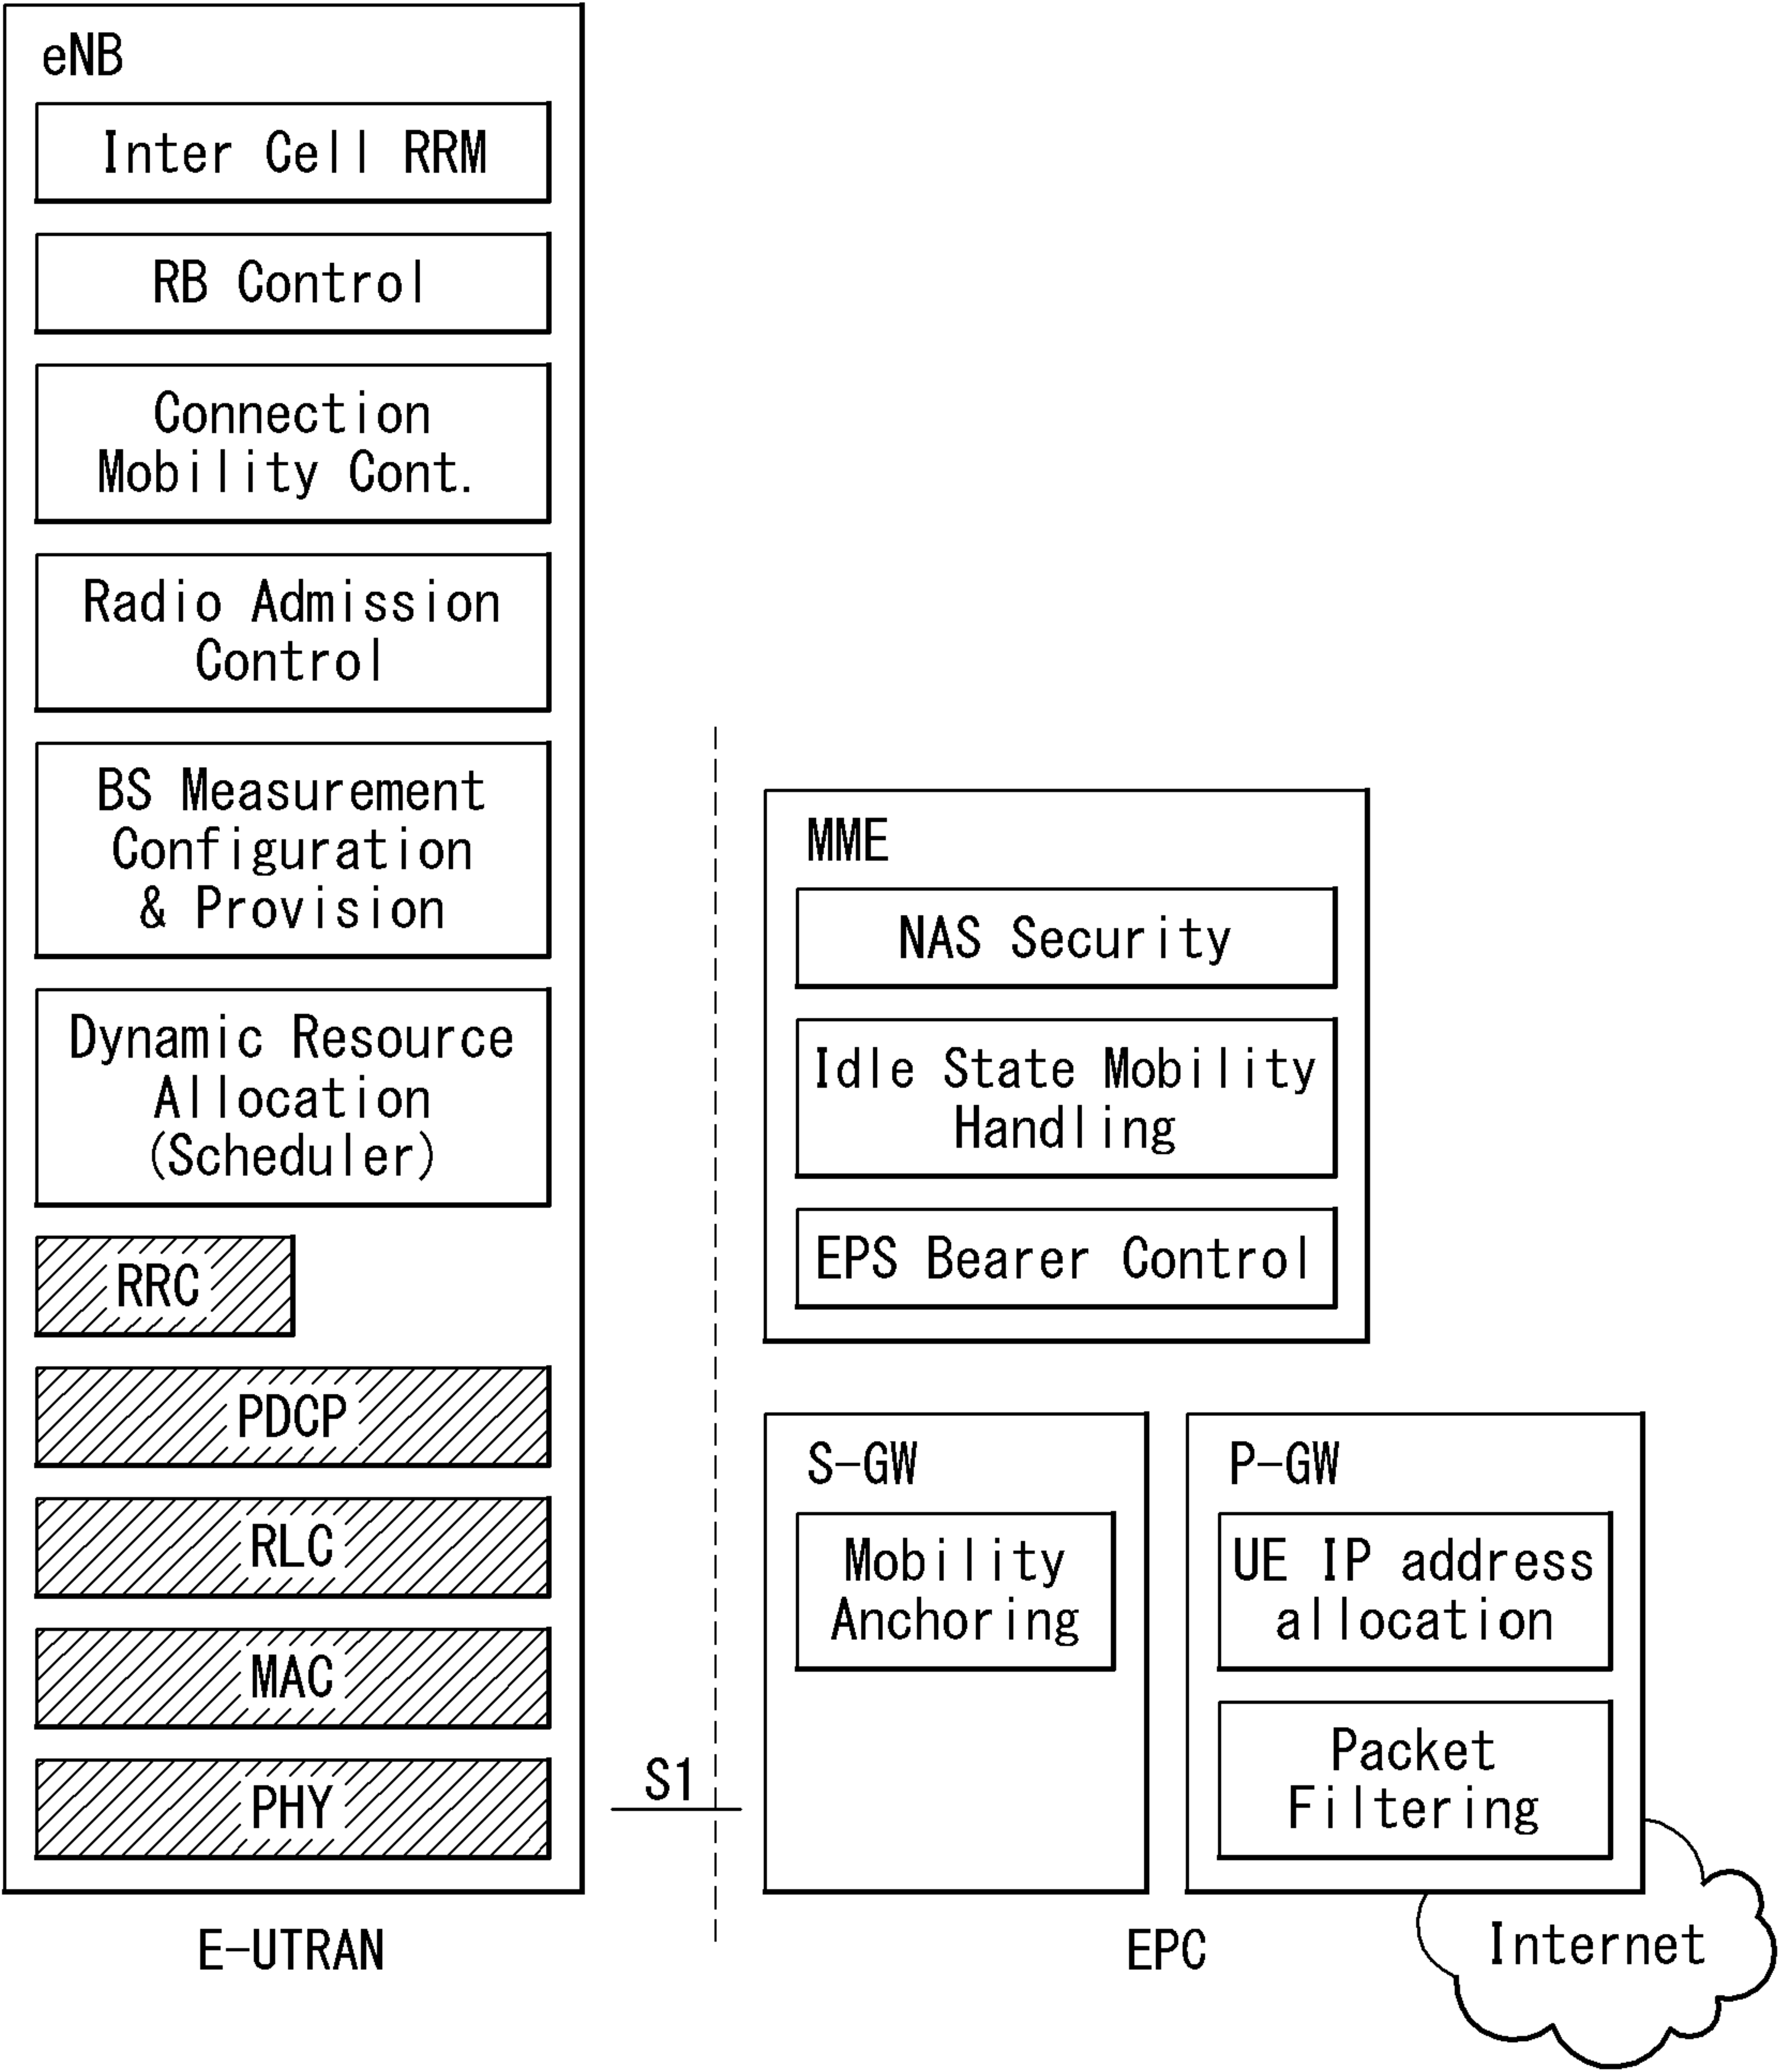 eNB
Inter Cell RRM
RB Control
Connection
Mobility Cont.
Radio Admission
Control
BS Measurement
Configuration
& Provision
Dynamic Resource
Allocation
(Scheduler)
RRC
PDCP
RLC
MAC
PHY
S1
MME
NAS Security
Idle State Mobility
Handling
EPS Bearer Control
S-GW
Mobility
Anchoring
P-GW
UE IP address
allocation
Packet
Filtering
E-UTRAN
EPC
Internet